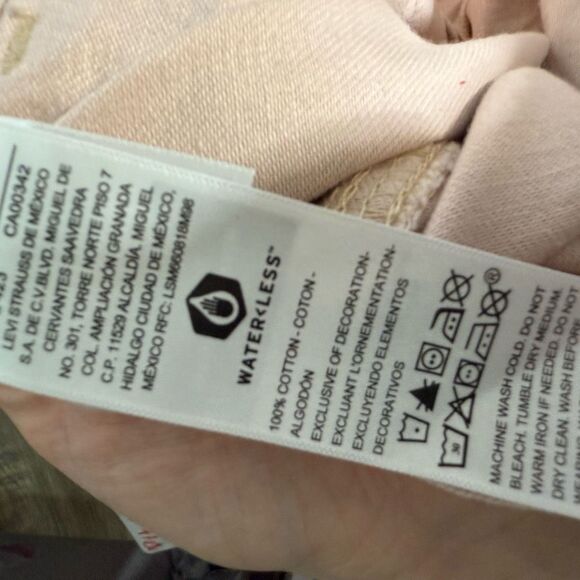 CA00342
LEVI STRAUSS DE MÉXICO
S.A. DE C.V.BLVD. MIGUEL DE
CERVANTES SAAVEDRA
NO. 301, TORRE NORTE PISO 7
COL. AMPLIACIÓN GRANADA
C.P. 11529 ALCALDÍA. MIGUEL
HIDALGO CIUDAD DE MÉXICO,
MÉXICO RFC: LSM660818M98
WATER<LESS™
100% COTTON - COTON -
ALGODÓN
EXCLUSIVE OF DECORATION-
EXCLUANT L'ORNEMENTATION-
EXCLUYENDO ELEMENTOS
DECORATIVOS
30
®
MACHINE WASH COLD. DO NOT
BLEACH. TUMBLE DRY MEDIUM.
WARM IRON IF NEEDED. DO NOT
DRY CLEAN. WASH